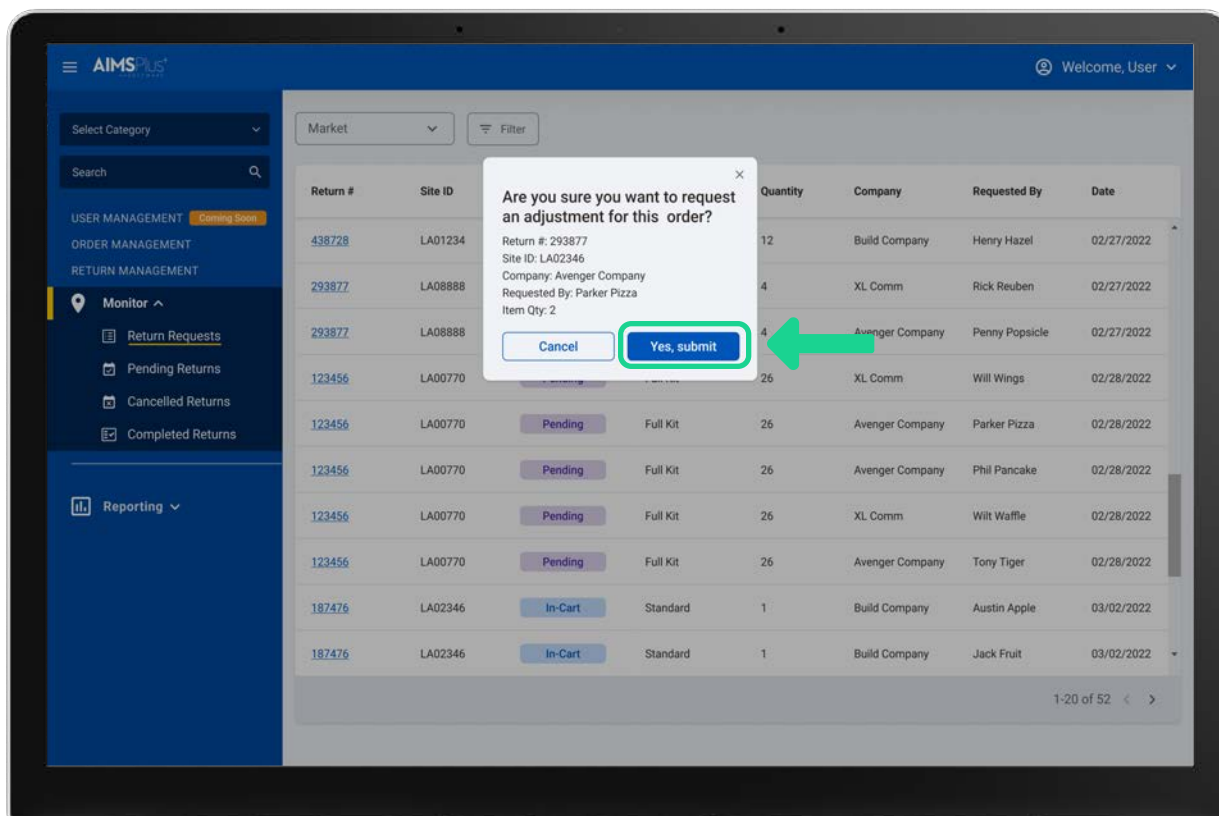 AIMSPlus+
Welcome, User
Select Category
Market
Filter
Search
Return # Site ID Quantity Company Requested By Date
USER MANAGEMENT Coming Soon
ORDER MANAGEMENT
RETURN MANAGEMENT
Monitor
Return Requests
Pending Returns
Cancelled Returns
Completed Returns
Reporting
Are you sure you want to request
an adjustment for this order?
Return #: 293877
Site ID: LA02346
Company: Avenger Company
Requested By: Parker Pizza
Item Qty: 2
Cancel Yes, submit
438728 LA01234 12 Build Company Henry Hazel 02/27/2022
293877 LA08888 4 XL Comm Rick Reuben 02/27/2022
293877 LA08888 4 Avenger Company Penny Popsicle 02/27/2022
123456 LA00770 26 XL Comm Will Wings 02/28/2022
123456 LA00770 Pending Full Kit 26 Avenger Company Parker Pizza 02/28/2022
123456 LA00770 Pending Full Kit 26 Avenger Company Phil Pancake 02/28/2022
123456 LA00770 Pending Full Kit 26 XL Comm Wilt Waffle 02/28/2022
123456 LA00770 Pending Full Kit 26 Avenger Company Tony Tiger 02/28/2022
187476 LA02346 In-Cart Standard 1 Build Company Austin Apple 03/02/2022
187476 LA02346 In-Cart Standard 1 Build Company Jack Fruit 03/02/2022
1-20 of 52